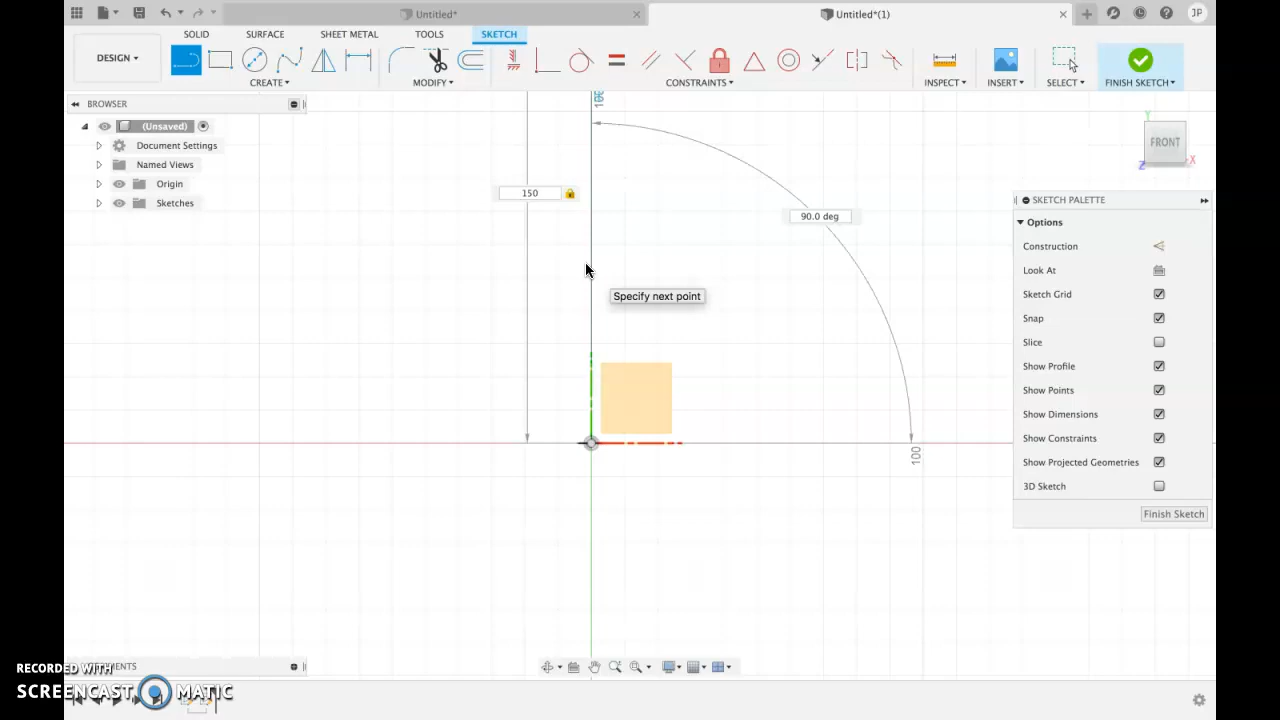 Untitled*
Untitled*(1)
JP
DESIGN
SOLID
SURFACE
SHEET METAL
TOOLS
SKETCH
CREATE
MODIFY
CONSTRAINTS
INSPECT
INSERT
SELECT
FINISH SKETCH
BROWSER
(Unsaved)
Document Settings
Named Views
Origin
Sketches
150
90.0 deg
Specify next point
100
Y
FRONT
X
Z
SKETCH PALETTE
Options
Construction
Look At
Sketch Grid
Snap
Slice
Show Profile
Show Points
Show Dimensions
Show Constraints
Show Projected Geometries
3D Sketch
Finish Sketch
RECORDED WITH
SCREENCAST MATIC